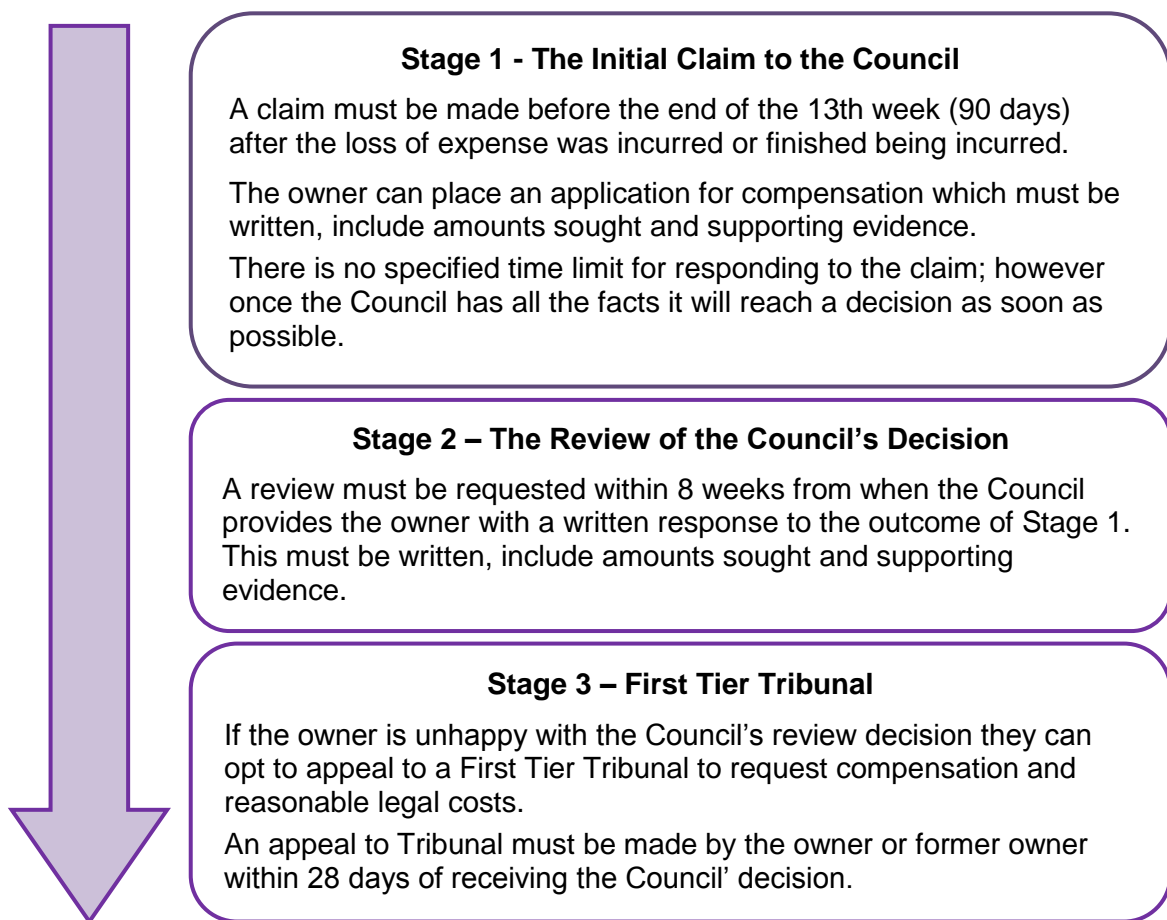 Stage 1 - The Initial Claim to the Council
A claim must be made before the end of the 13th week (90 days)
after the loss of expense was incurred or finished being incurred.
The owner can place an application for compensation which must be
written, include amounts sought and supporting evidence.
There is no specified time limit for responding to the claim; however
once the Council has all the facts it will reach a decision as soon as
possible.
Stage 2 – The Review of the Council’s Decision
A review must be requested within 8 weeks from when the Council
provides the owner with a written response to the outcome of Stage 1.
This must be written, include amounts sought and supporting
evidence.
Stage 3 – First Tier Tribunal
If the owner is unhappy with the Council’s review decision they can
opt to appeal to a First Tier Tribunal to request compensation and
reasonable legal costs.
An appeal to Tribunal must be made by the owner or former owner
within 28 days of receiving the Council’ decision.